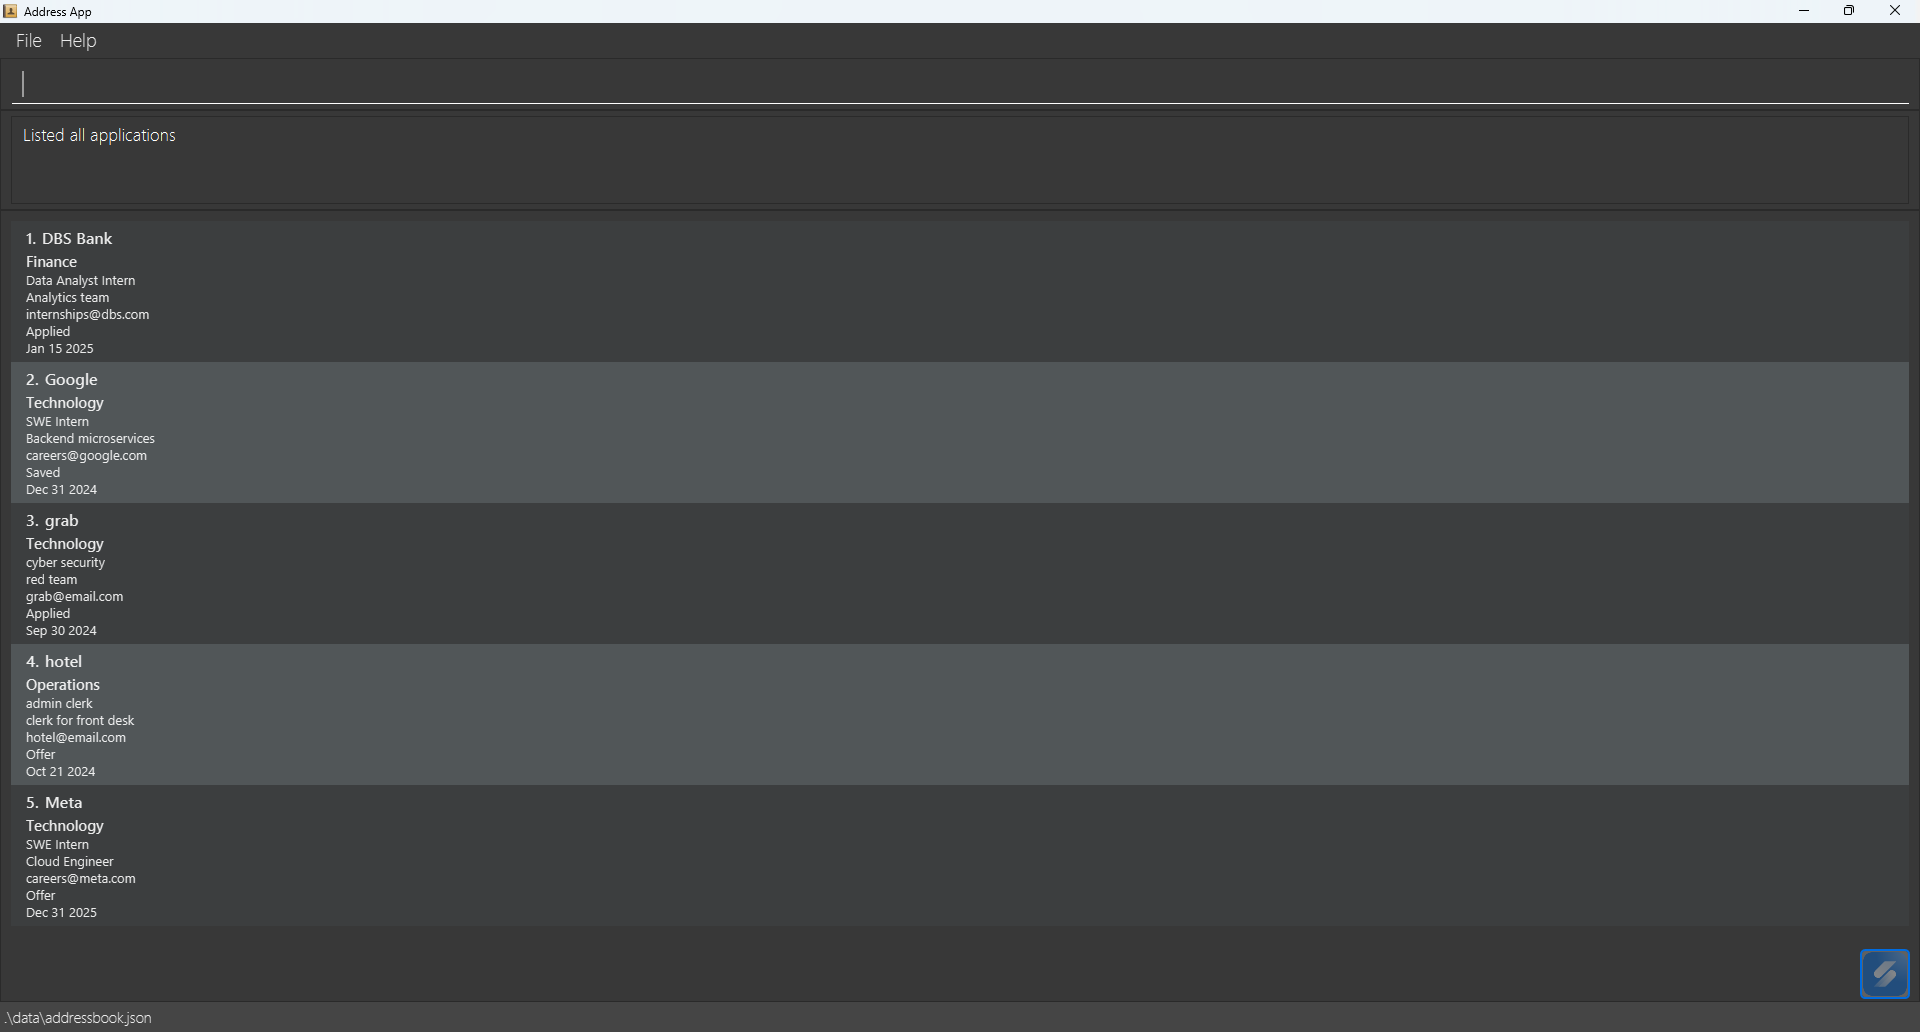 Address App
File Help
Listed all applications
1. DBS Bank
Finance
Data Analyst Intern
Analytics team
internships@dbs.com
Applied
Jan 15 2025
2. Google
Technology
SWE Intern
Backend microservices
careers@google.com
Saved
Dec 31 2024
3. grab
Technology
cyber security
red team
grab@email.com
Applied
Sep 30 2024
4. hotel
Operations
admin clerk
clerk for front desk
hotel@email.com
Offer
Oct 21 2024
5. Meta
Technology
SWE Intern
Cloud Engineer
careers@meta.com
Offer
Dec 31 2025
.\data\addressbook.json